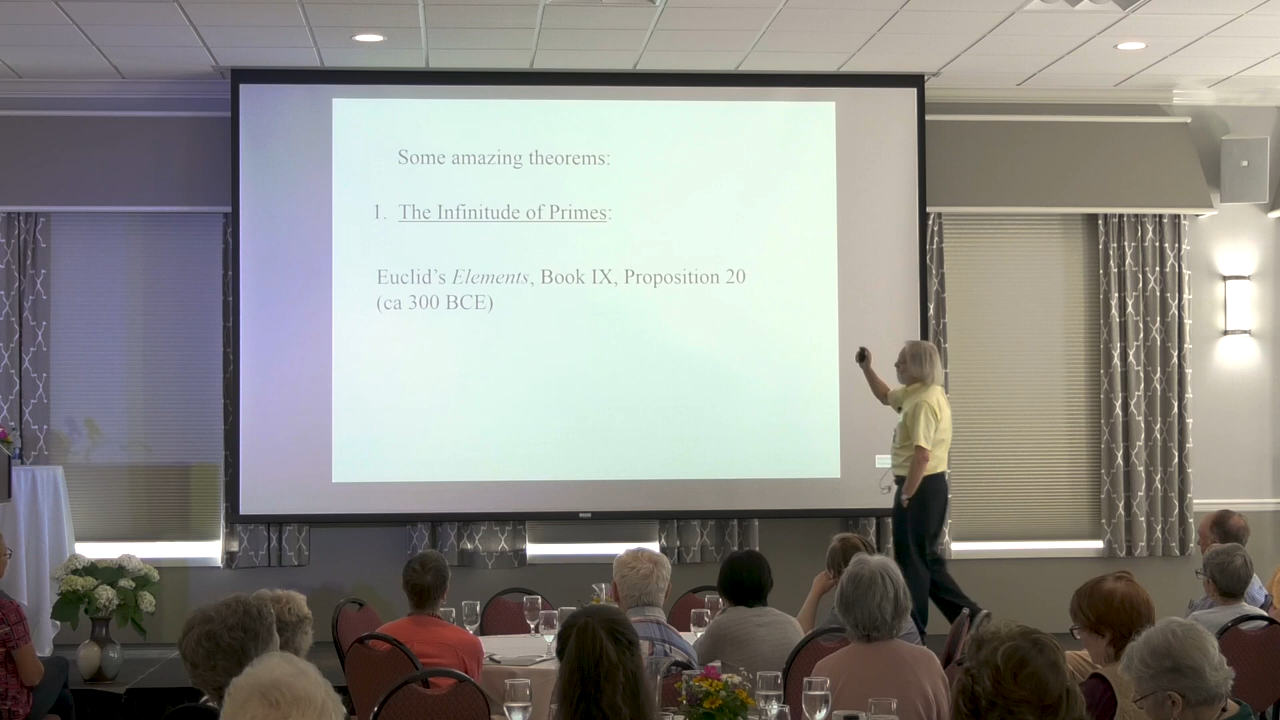 Some amazing theorems:
1. The Infinitude of Primes:
Euclid's Elements, Book IX, Proposition 20
(ca 300 BCE)